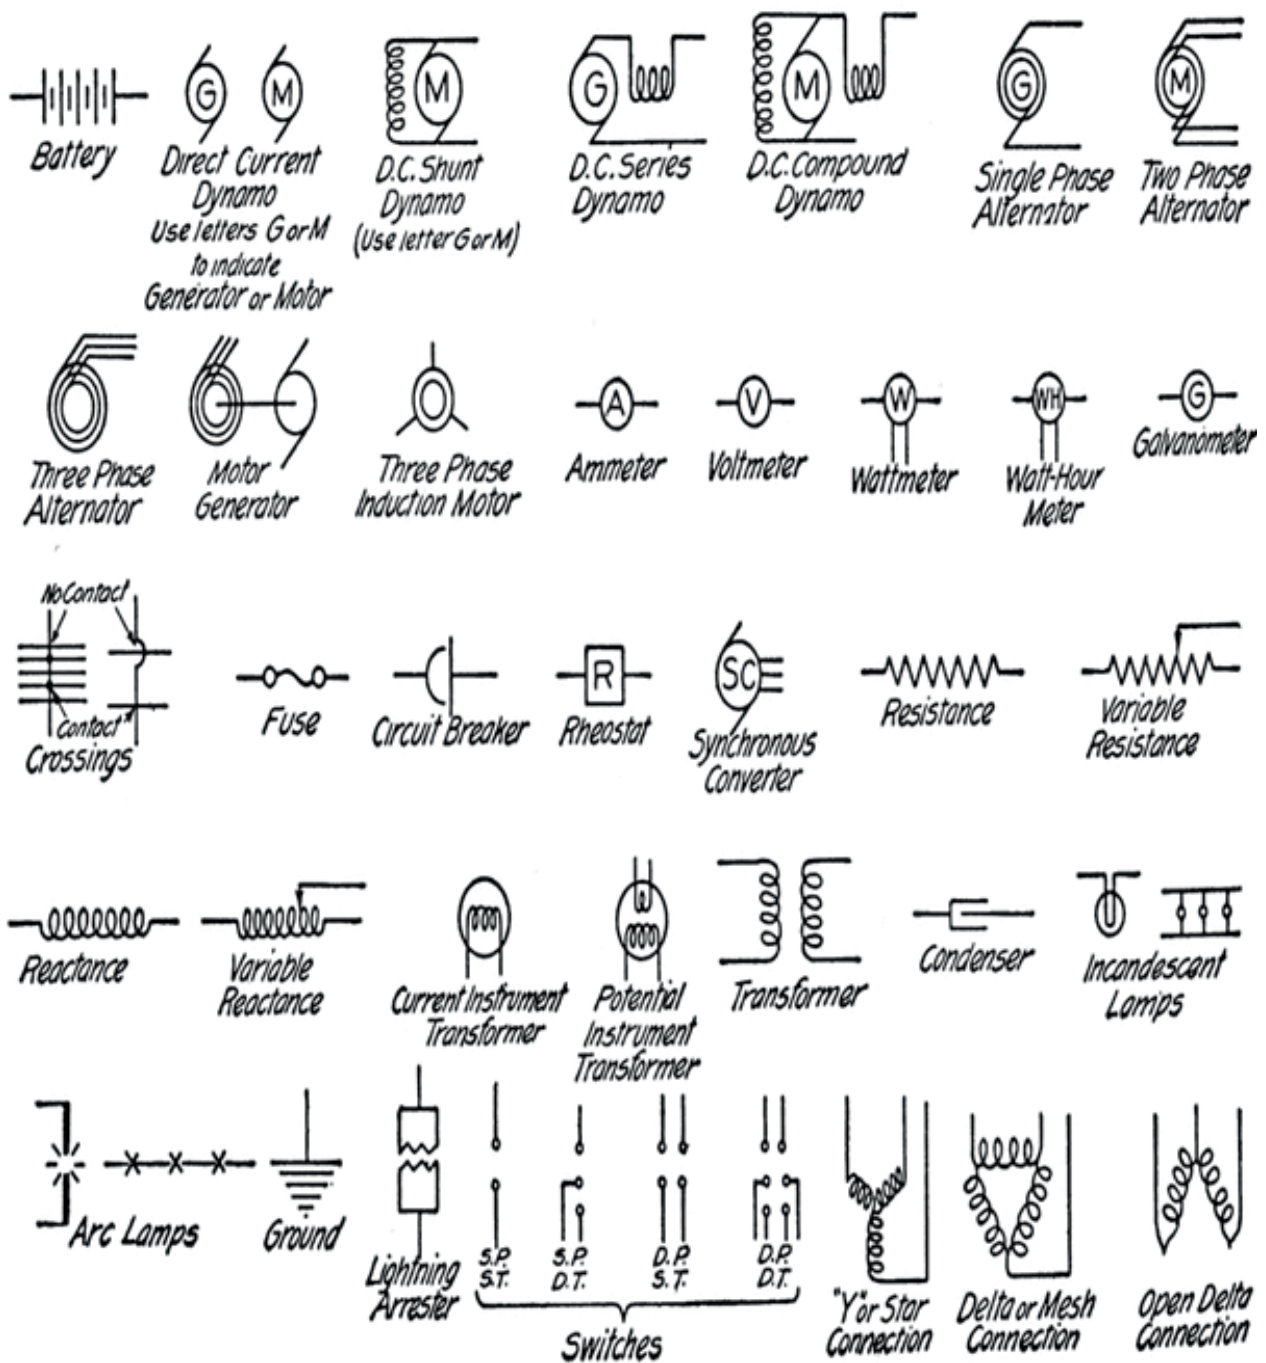 G
M
M
G
M
G
M
Battery
Direct Current
Dynamo
Use letters G or M
to indicate
Generator or Motor
D.C. Shunt
Dynamo
(Use letter G or M)
D.C. Series
Dynamo
D.C. Compound
Dynamo
Single Phase
Alternator
Two Phase
Alternator
Three Phase
Alternator
Motor
Generator
Three Phase
Induction Motor
A
Ammeter
V
Voltmeter
W
Wattmeter
WH
Watt-Hour
Meter
G
Galvanometer
No Contact
Contact
Crossings
Fuse
Circuit Breaker
R
Rheostat
SC
Synchronous
Converter
Resistance
Variable
Resistance
Reactance
Variable
Reactance
Current Instrument
Transformer
Potential
Instrument
Transformer
Transformer
Condenser
Incandescant
Lamps
Arc Lamps
Ground
Lightning
Arrester
S.P.
S.T.
S.P.
D.T.
D.P.
S.T.
D.P.
D.T.
Switches
"Y" or Star
Connection
Delta or Mesh
Connection
Open Delta
Connection